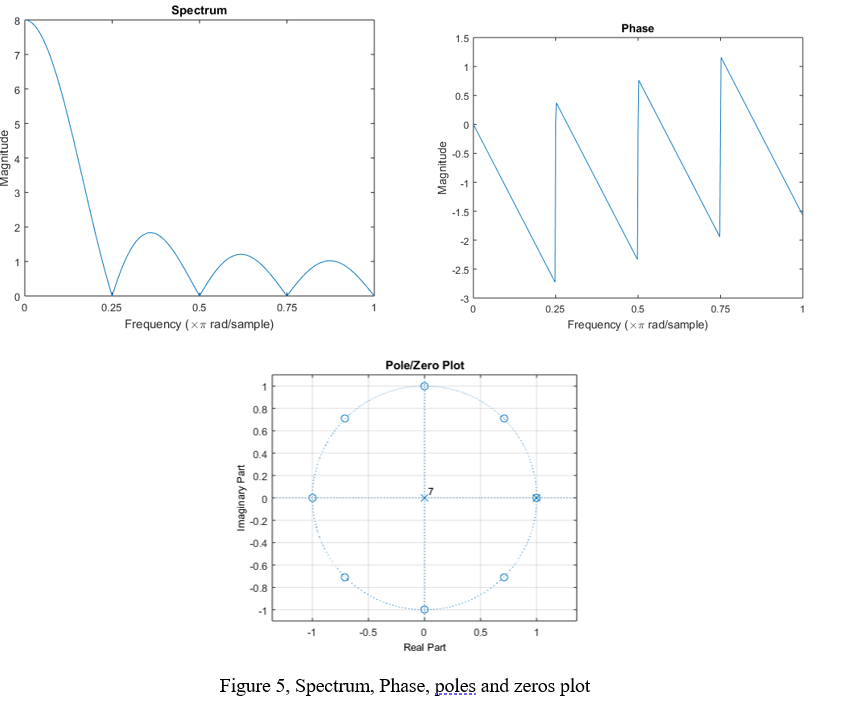 Spectrum
8
7
6
5
4
3
2
1
0
Magnitude
0 0.25 0.5 0.75 1
Frequency (×π rad/sample)
Phase
1.5
1
0.5
0
-0.5
-1
-1.5
-2
-2.5
-3
Magnitude
0 0.25 0.5 0.75 1
Frequency (×π rad/sample)
Pole/Zero Plot
1
0.8
0.6
0.4
0.2
0
-0.2
-0.4
-0.6
-0.8
-1
Imaginary Part
7
-1 -0.5 0 0.5 1
Real Part
Figure 5, Spectrum, Phase, poles and zeros plot